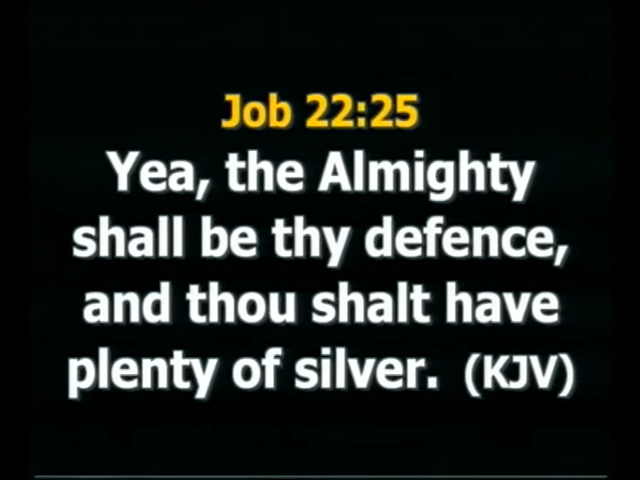 Job 22:25
Yea, the Almighty
shall be thy defence,
and thou shalt have
plenty of silver. (KJV)